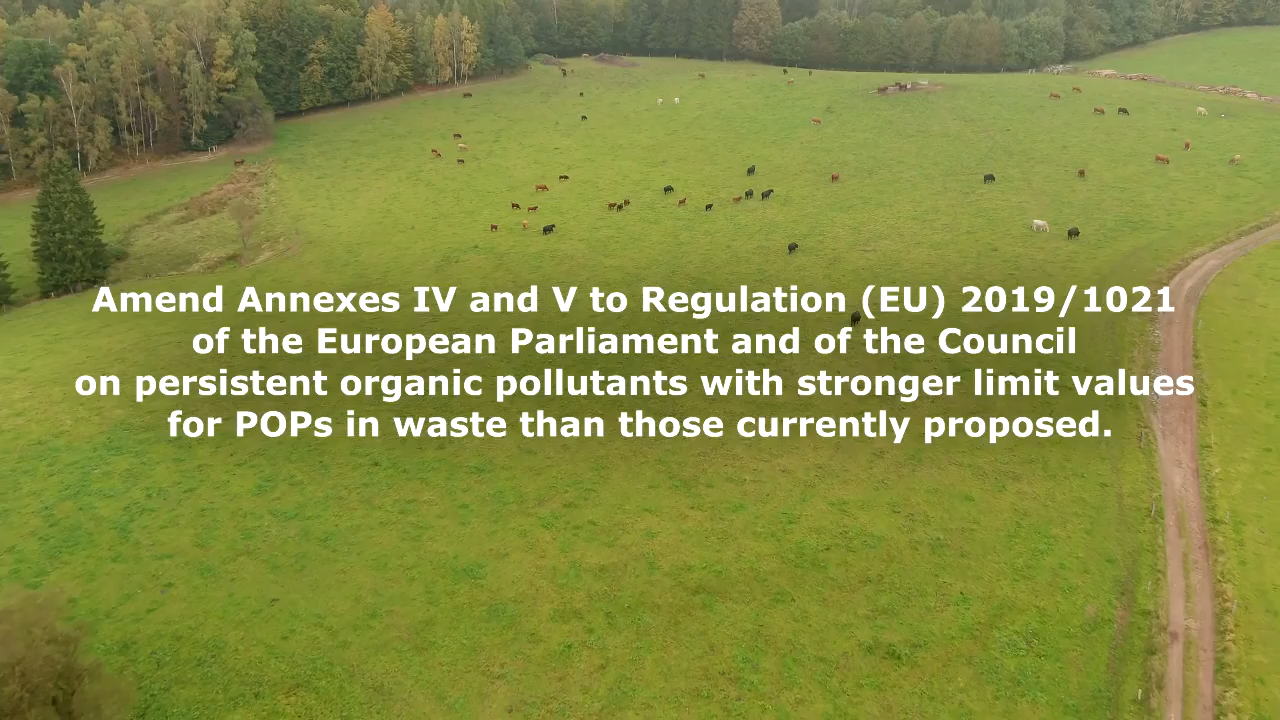 Amend Annexes IV and V to Regulation (EU) 2019/1021
of the European Parliament and of the Council
on persistent organic pollutants with stronger limit values
for POPs in waste than those currently proposed.